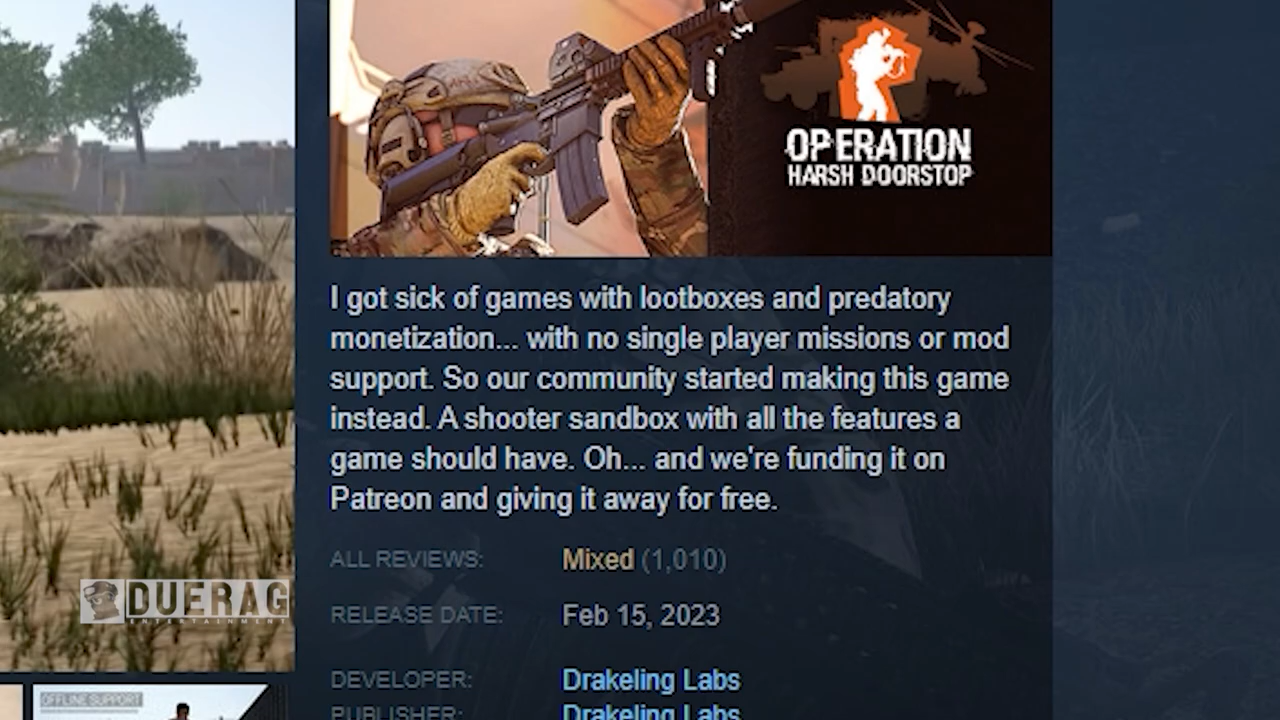 OPERATION
HARSH DOORSTOP
I got sick of games with lootboxes and predatory
monetization... with no single player missions or mod
support. So our community started making this game
instead. A shooter sandbox with all the features a
game should have. Oh... and we're funding it on
Patreon and giving it away for free.
ALL REVIEWS: Mixed (1,010)
RELEASE DATE: Feb 15, 2023
DEVELOPER: Drakeling Labs
PUBLISHER: Drakeling Labs
DUERAG
ENTERTAINMENT
OFFLINE SUPPORT